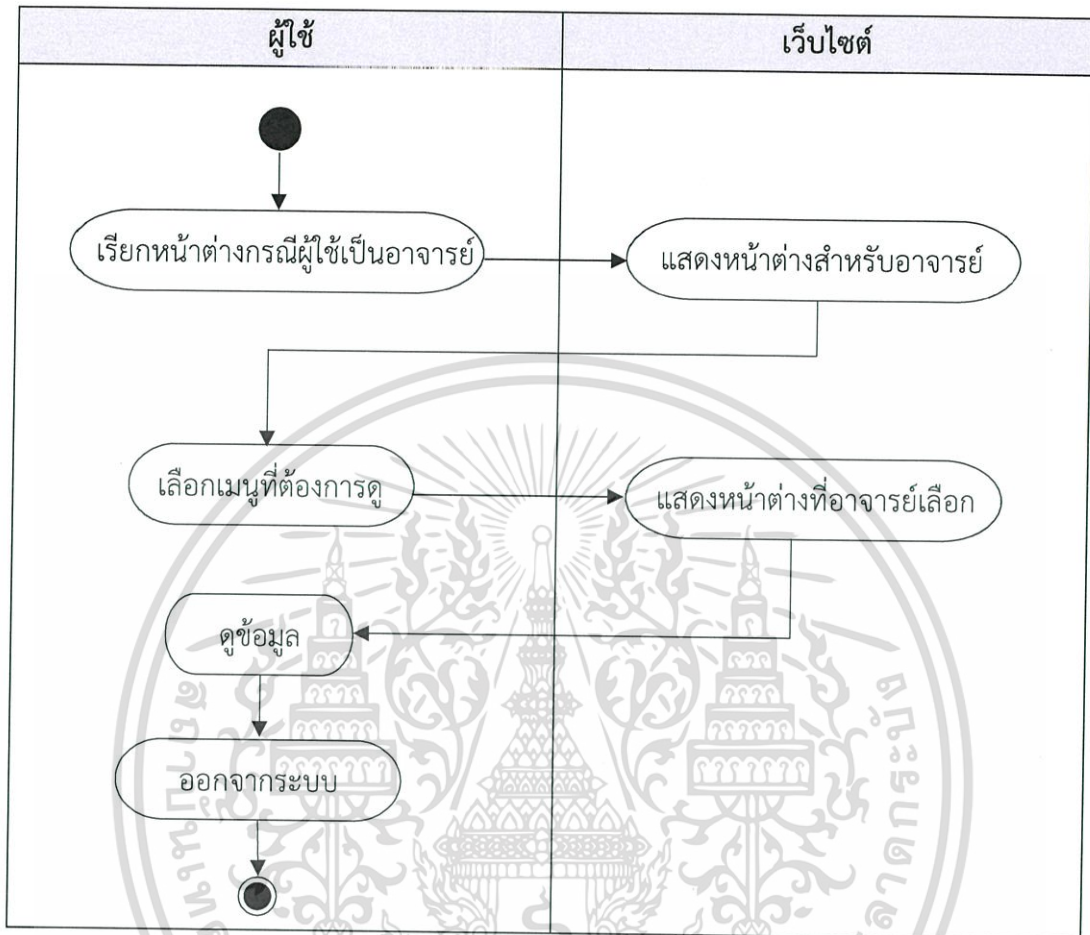 ผู้ใช้
เว็บไซต์
เรียกหน้าต่างกรณีผู้ใช้เป็นอาจารย์
แสดงหน้าต่างสำหรับอาจารย์
เลือกเมนูที่ต้องการดู
แสดงหน้าต่างที่อาจารย์เลือก
ดูข้อมูล
ออกจากระบบ